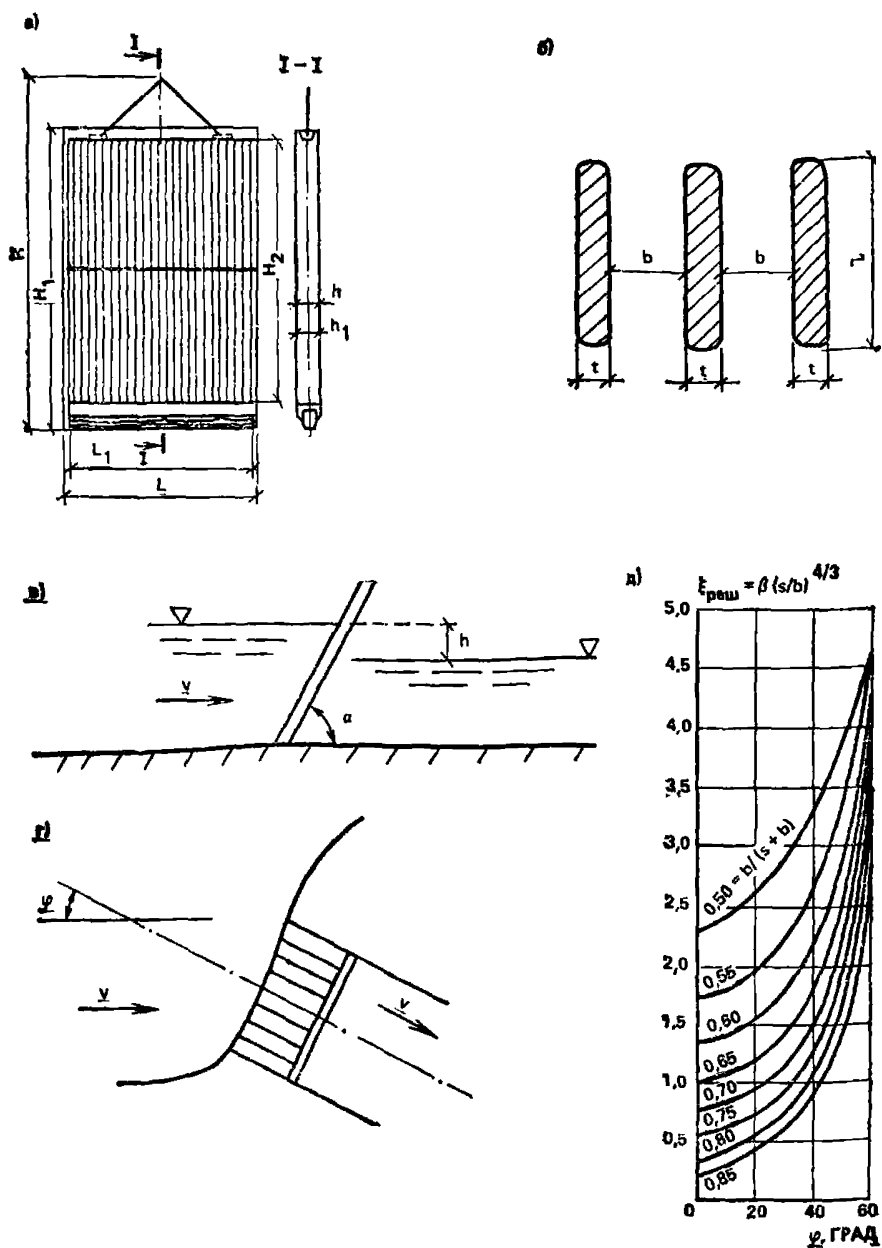 а)
I
I – I
H
H₁
H₂
h
h₁
L₁
I
L
б)
b
b
L
t
t
t
в)
h
v
α
г)
φ
v
v
д)
ξреш = β (s/b) 4/3
5,0
4,5
4,0
3,5
3,0
2,5
2,0
1,5
1,0
0,5
0,50 = b/(s + b)
0,55
0,60
0,65
0,70
0,75
0,80
0,85
0 20 40 60
φ, ГРАД